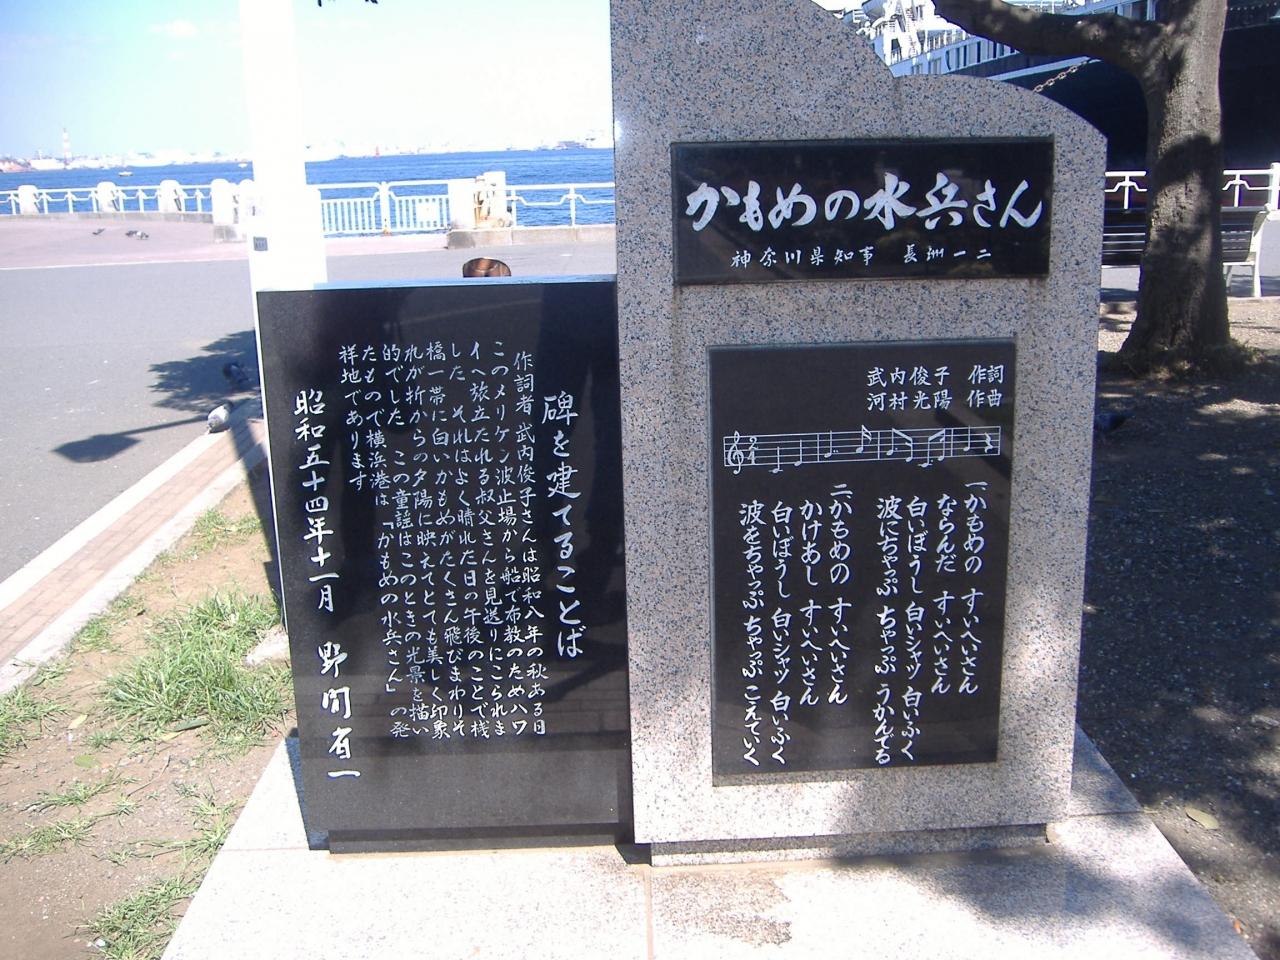 かもめの水兵さん
神奈川県知事 長洲一二
武内俊子 作詞
河村光陽 作曲
一 かもめの すいへいさん
ならんだ すいへいさん
白いぼうし 白いシャツ 白いふく
波にちゃっぷ ちゃっぷ うかんでる
二 かもめの すいへいさん
かけあし すいへいさん
白いぼうし 白いシャツ 白いふく
波をちゃっぷ ちゃっぷ こえていく
碑を建てることば
作詞者 武内俊子さんは昭和八年の秋ある日
このメリケン波止場から船で布教のためハワ
イへ旅立たれる叔父さんを見送りにこられま
した それはよく晴れた日の午後のことで桟
橋一帯に白いかもめがたくさん飛びまわりそ
れが折からの夕陽に映えてとても美しく印象
的でした この童謡はこのときの光景を描い
たもので横浜港は「かもめの水兵さん」の発
祥地であります
昭和五十四年十一月 野間有一